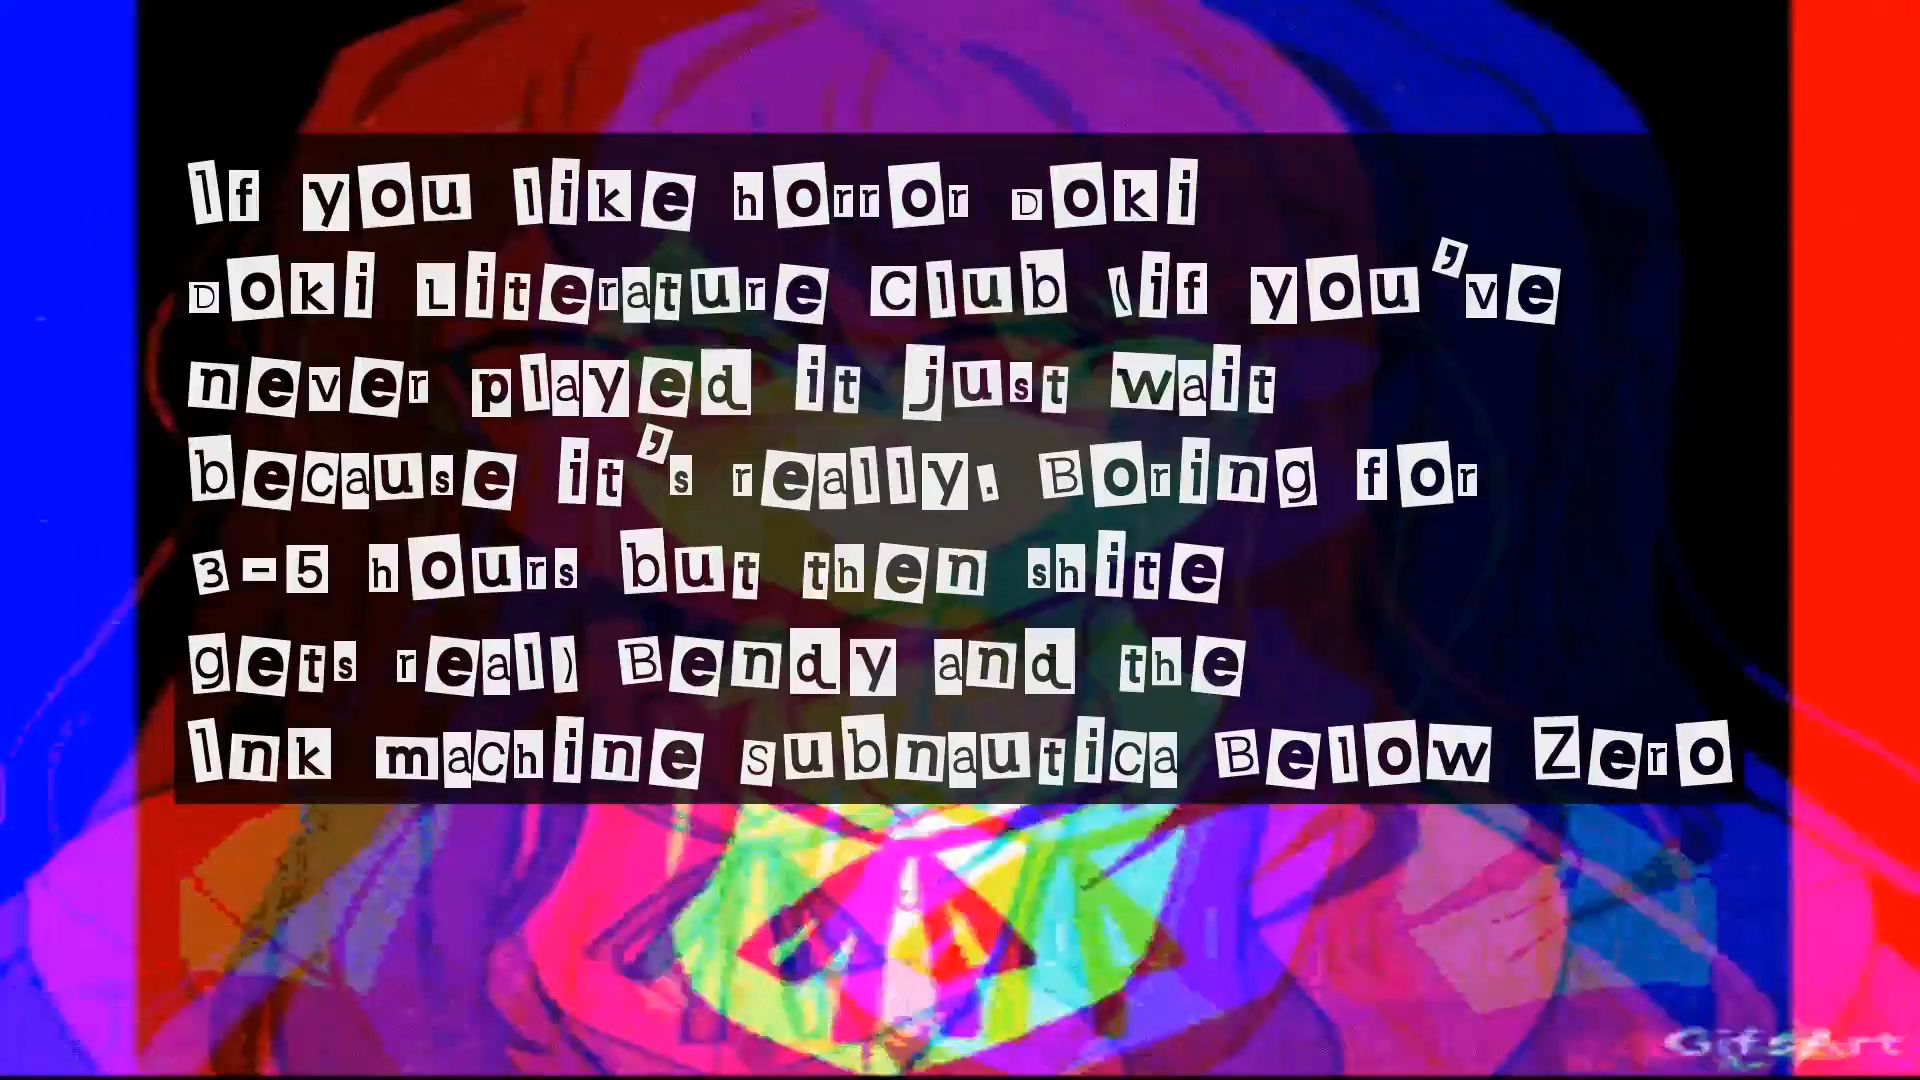 If you like horror Doki
Doki Literature Club (if you've
never played it just wait
because it's really. Boring for
3-5 hours but then shite
gets real) Bendy and the
Ink machine Subnautica Below Zero
GifsArt